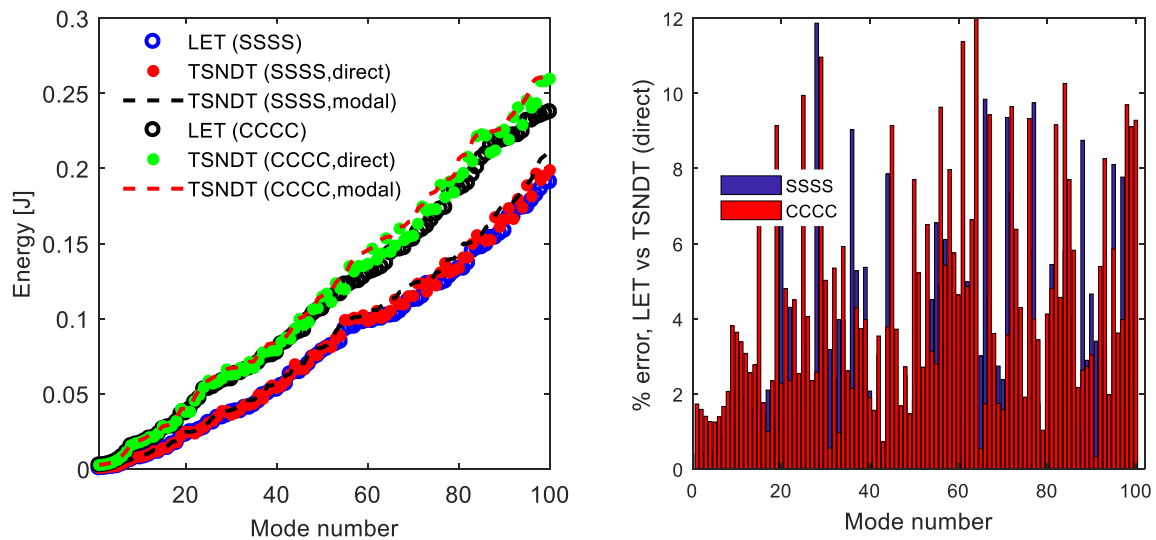 0.3
0.25
0.2
0.15
0.1
0.05
0
Energy [J]
LET (SSSS)
TSNDT (SSSS,direct)
TSNDT (SSSS,modal)
LET (CCCC)
TSNDT (CCCC,direct)
TSNDT (CCCC,modal)
20 40 60 80 100
Mode number
12
10
8
6
4
2
0
% error, LET vs TSNDT (direct)
SSSS
CCCC
0 20 40 60 80 100
Mode number